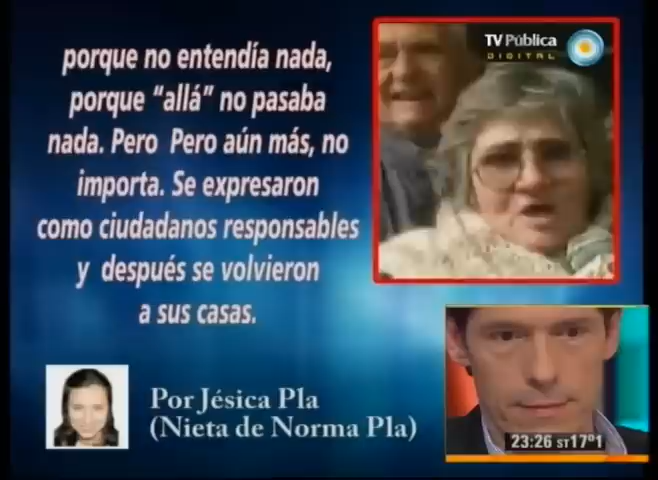 porque no entendía nada,
porque “allá” no pasaba
nada. Pero Pero aún más, no
importa. Se expresaron
como ciudadanos responsables
y después se volvieron
a sus casas.
TV Pública
DIGITAL
Por Jésica Pla
(Nieta de Norma Pla)
23:26 ST 17°1